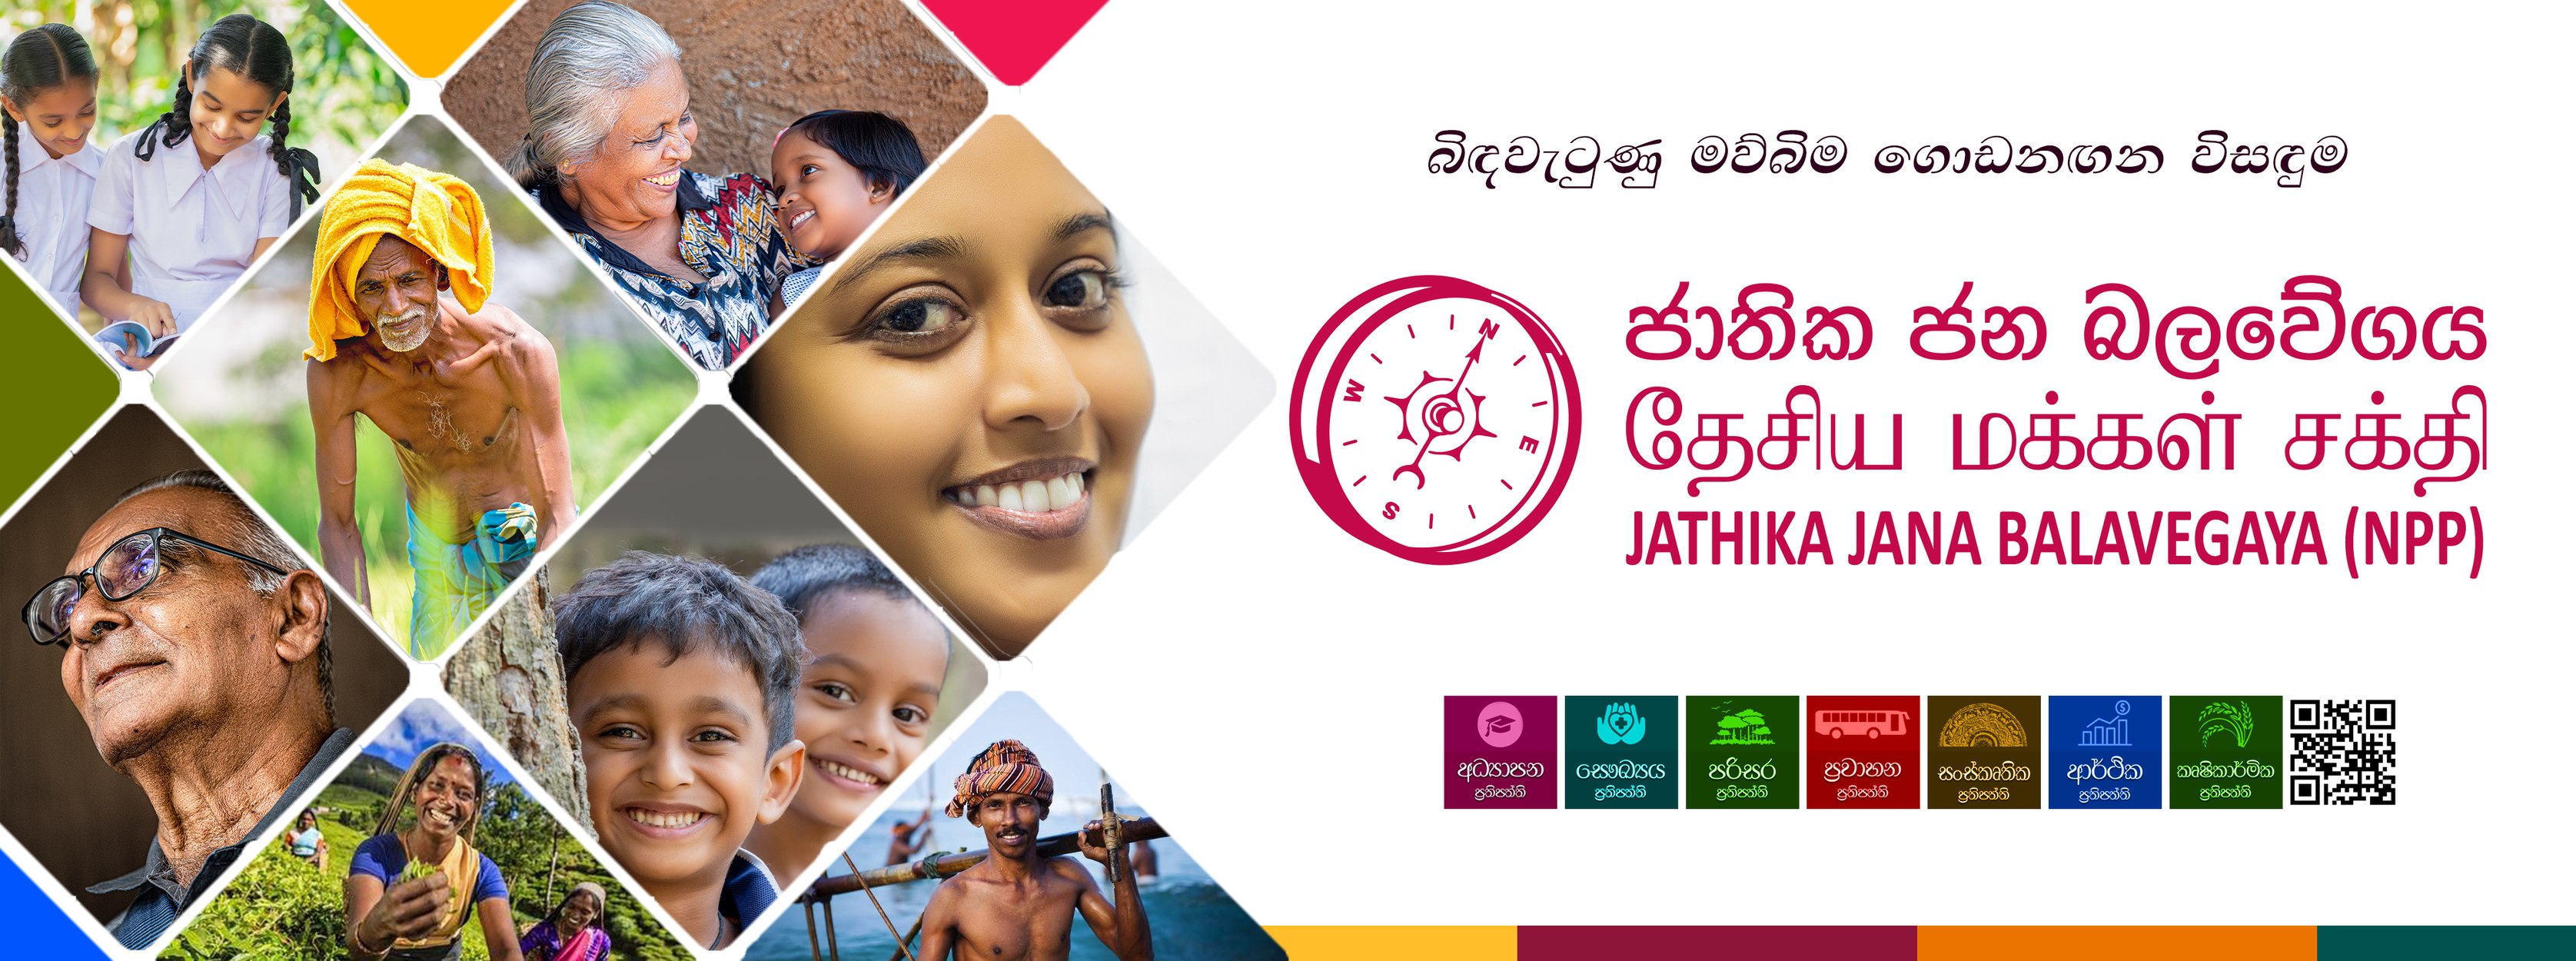 බිඳවැටුණු මව්බිම ගොඩනඟන විසඳුම
ජාතික ජන බලවේගය
தேசிய மக்கள் சக்தி
JATHIKA JANA BALAVEGAYA (NPP)
N
E
S
W
අධ්‍යාපන
ප්‍රතිපත්ති
සෞඛ්‍යය
ප්‍රතිපත්ති
පරිසර
ප්‍රතිපත්ති
ප්‍රවාහන
ප්‍රතිපත්ති
සංස්කෘතික
ප්‍රතිපත්ති
$
ආර්ථික
ප්‍රතිපත්ති
කෘෂිකාර්මික
ප්‍රතිපත්ති